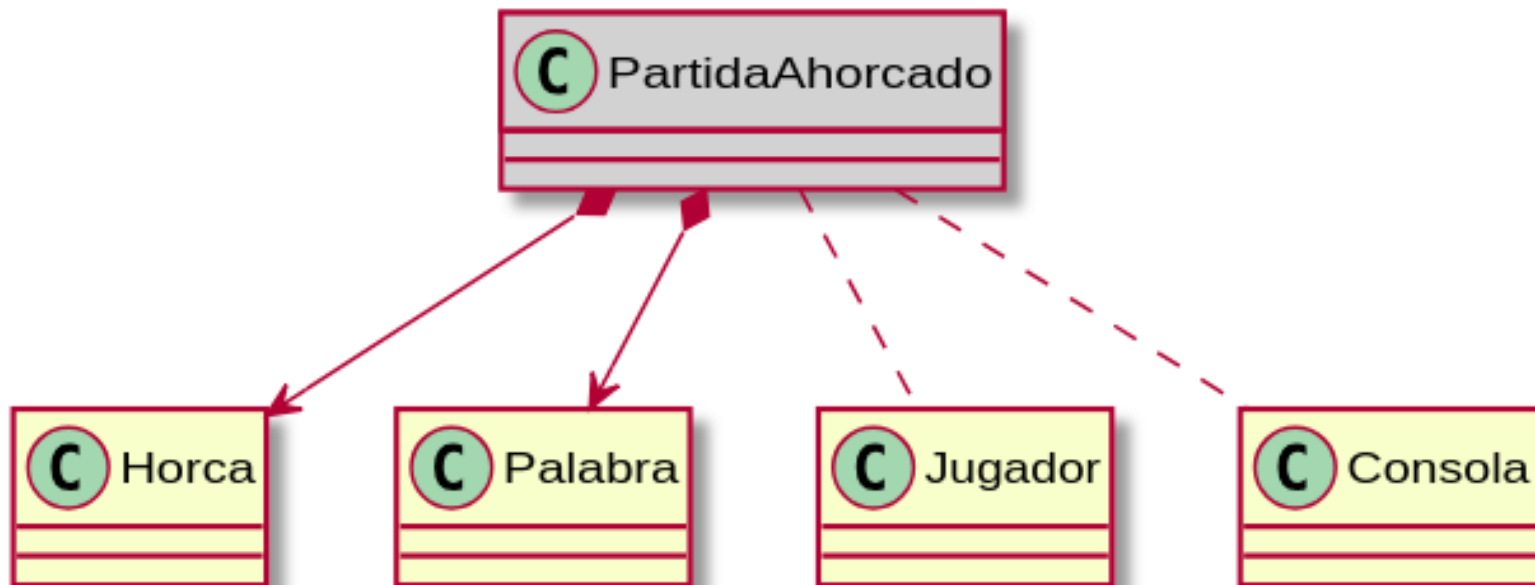 C PartidaAhorcado
C Horca
C Palabra
C Jugador
C Consola